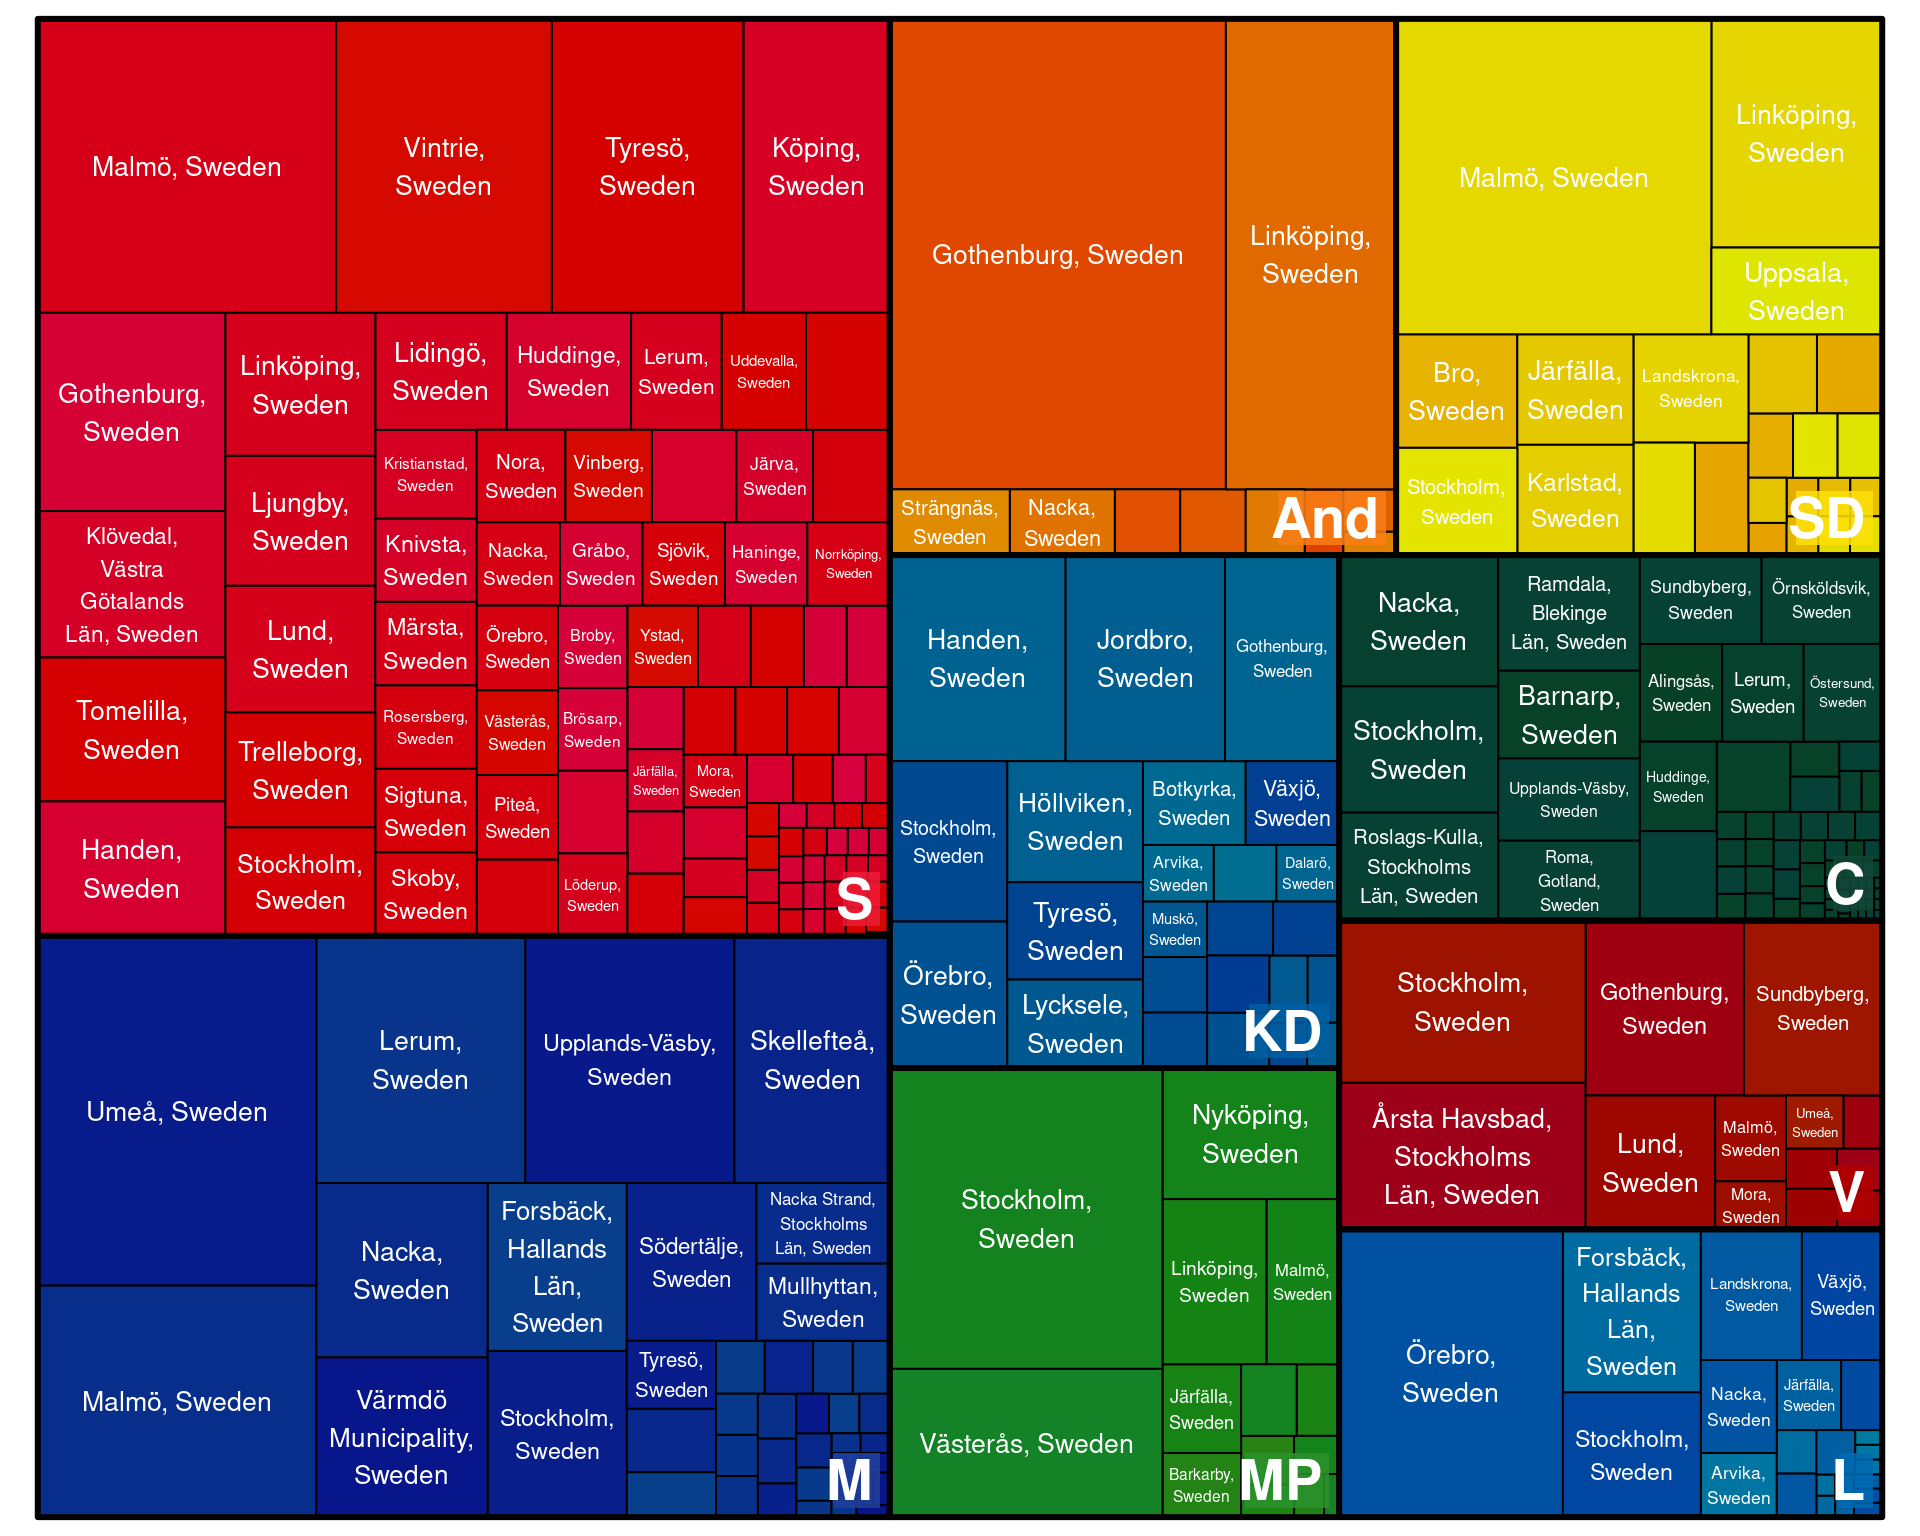 Malmö, Sweden
Vintrie,
Sweden
Tyresö,
Sweden
Köping,
Sweden
Gothenburg,
Sweden
Linköping,
Sweden
Lidingö,
Sweden
Huddinge,
Sweden
Lerum,
Sweden
Uddevalla,
Sweden
Kristianstad,
Sweden
Nora,
Sweden
Vinberg,
Sweden
Järva,
Sweden
Ljungby,
Sweden
Klövedal,
Västra
Götalands
Län, Sweden
Knivsta,
Sweden
Nacka,
Sweden
Gråbo,
Sweden
Sjövik,
Sweden
Haninge,
Sweden
Norrköping,
Sweden
Lund,
Sweden
Märsta,
Sweden
Örebro,
Sweden
Broby,
Sweden
Ystad,
Sweden
Tomelilla,
Sweden
Trelleborg,
Sweden
Rosersberg,
Sweden
Västerås,
Sweden
Brösarp,
Sweden
Järfälla,
Sweden
Mora,
Sweden
Sigtuna,
Sweden
Piteå,
Sweden
Handen,
Sweden
Stockholm,
Sweden
Skoby,
Sweden
Löderup,
Sweden
S
Gothenburg, Sweden
Linköping,
Sweden
Strängnäs,
Sweden
Nacka,
Sweden
And
Malmö, Sweden
Linköping,
Sweden
Uppsala,
Sweden
Bro,
Sweden
Järfälla,
Sweden
Landskrona,
Sweden
Stockholm,
Sweden
Karlstad,
Sweden
SD
Handen,
Sweden
Jordbro,
Sweden
Gothenburg,
Sweden
Stockholm,
Sweden
Höllviken,
Sweden
Botkyrka,
Sweden
Växjö,
Sweden
Arvika,
Sweden
Dalarö,
Sweden
Tyresö,
Sweden
Muskö,
Sweden
Örebro,
Sweden
Lycksele,
Sweden
KD
Nacka,
Sweden
Ramdala,
Blekinge
Län, Sweden
Sundbyberg,
Sweden
Örnsköldsvik,
Sweden
Stockholm,
Sweden
Barnarp,
Sweden
Alingsås,
Sweden
Lerum,
Sweden
Östersund,
Sweden
Upplands-Väsby,
Sweden
Huddinge,
Sweden
Roslags-Kulla,
Stockholms
Län, Sweden
Roma,
Gotland,
Sweden
C
Umeå, Sweden
Lerum,
Sweden
Upplands-Väsby,
Sweden
Skellefteå,
Sweden
Nacka,
Sweden
Forsbäck,
Hallands
Län,
Sweden
Södertälje,
Sweden
Nacka Strand,
Stockholms
Län, Sweden
Mullhyttan,
Sweden
Malmö, Sweden
Värmdö
Municipality,
Sweden
Stockholm,
Sweden
Tyresö,
Sweden
M
Stockholm,
Sweden
Nyköping,
Sweden
Linköping,
Sweden
Malmö,
Sweden
Västerås, Sweden
Järfälla,
Sweden
Barkarby,
Sweden
MP
Stockholm,
Sweden
Gothenburg,
Sweden
Sundbyberg,
Sweden
Årsta Havsbad,
Stockholms
Län, Sweden
Lund,
Sweden
Malmö,
Sweden
Umeå,
Sweden
Mora,
Sweden
V
Örebro,
Sweden
Forsbäck,
Hallands
Län,
Sweden
Landskrona,
Sweden
Växjö,
Sweden
Stockholm,
Sweden
Nacka,
Sweden
Järfälla,
Sweden
Arvika,
Sweden
L